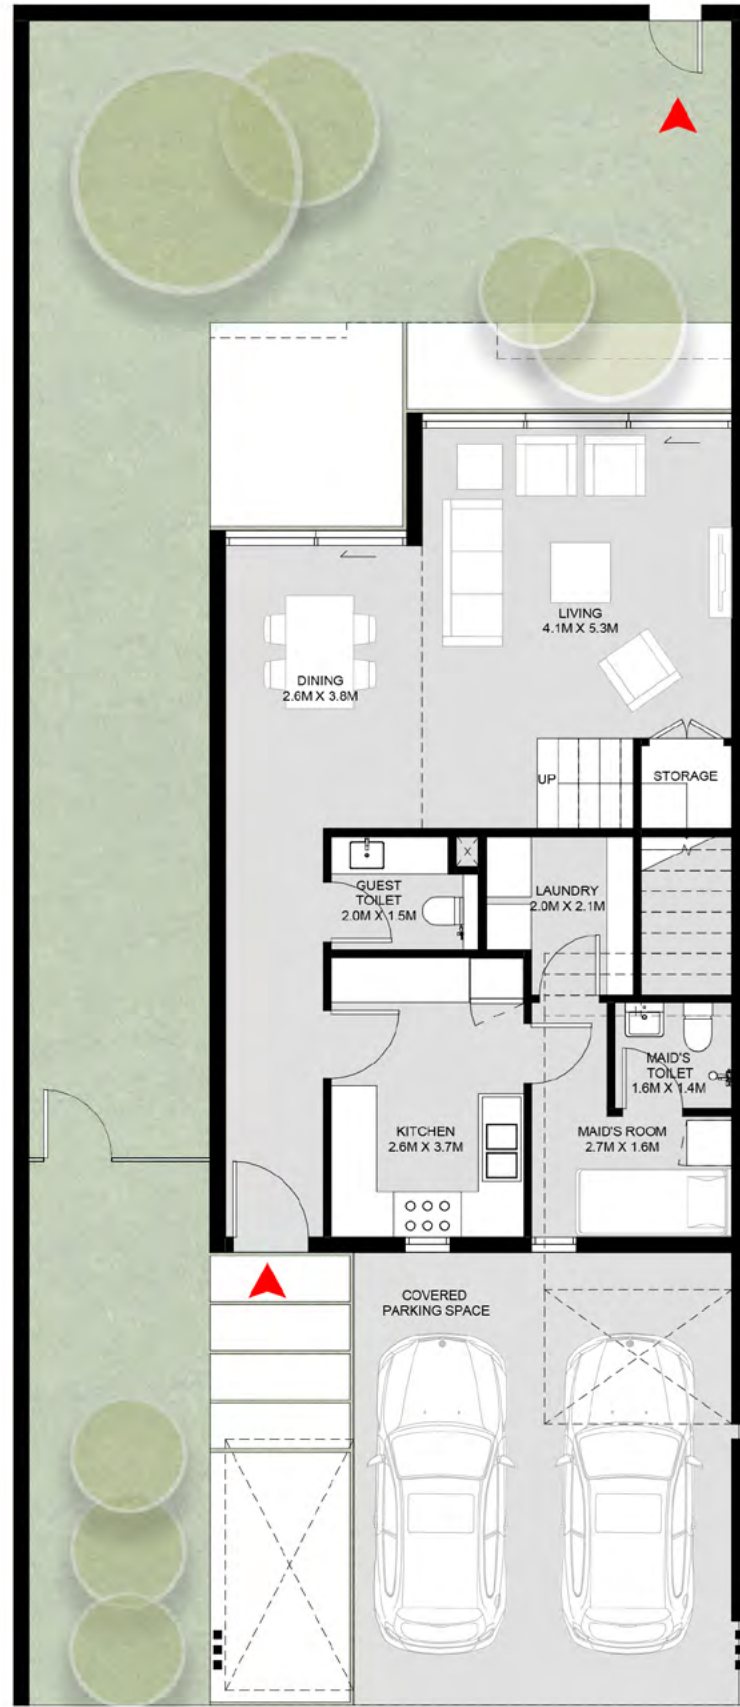 LIVING
4.1M X 5.3M
DINING
2.6M X 3.8M
UP
STORAGE
X
GUEST
TOILET
2.0M X 1.5M
LAUNDRY
2.0M X 2.1M
MAID'S
TOILET
1.6M X 1.4M
KITCHEN
2.6M X 3.7M
MAID'S ROOM
2.7M X 1.6M
COVERED
PARKING SPACE